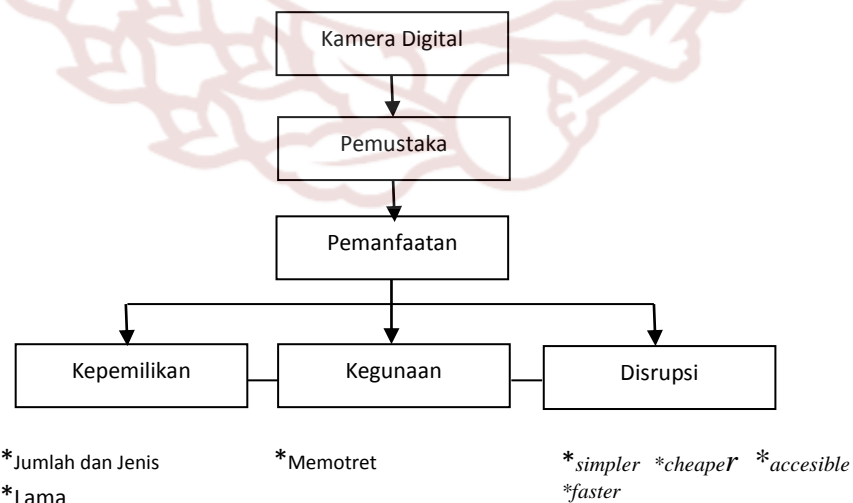 Kamera Digital
Pemustaka
Pemanfaatan
Kepemilikan Kegunaan Disrupsi
*Jumlah dan Jenis *Memotret *simpler *cheaper *accesible
*Lama *faster